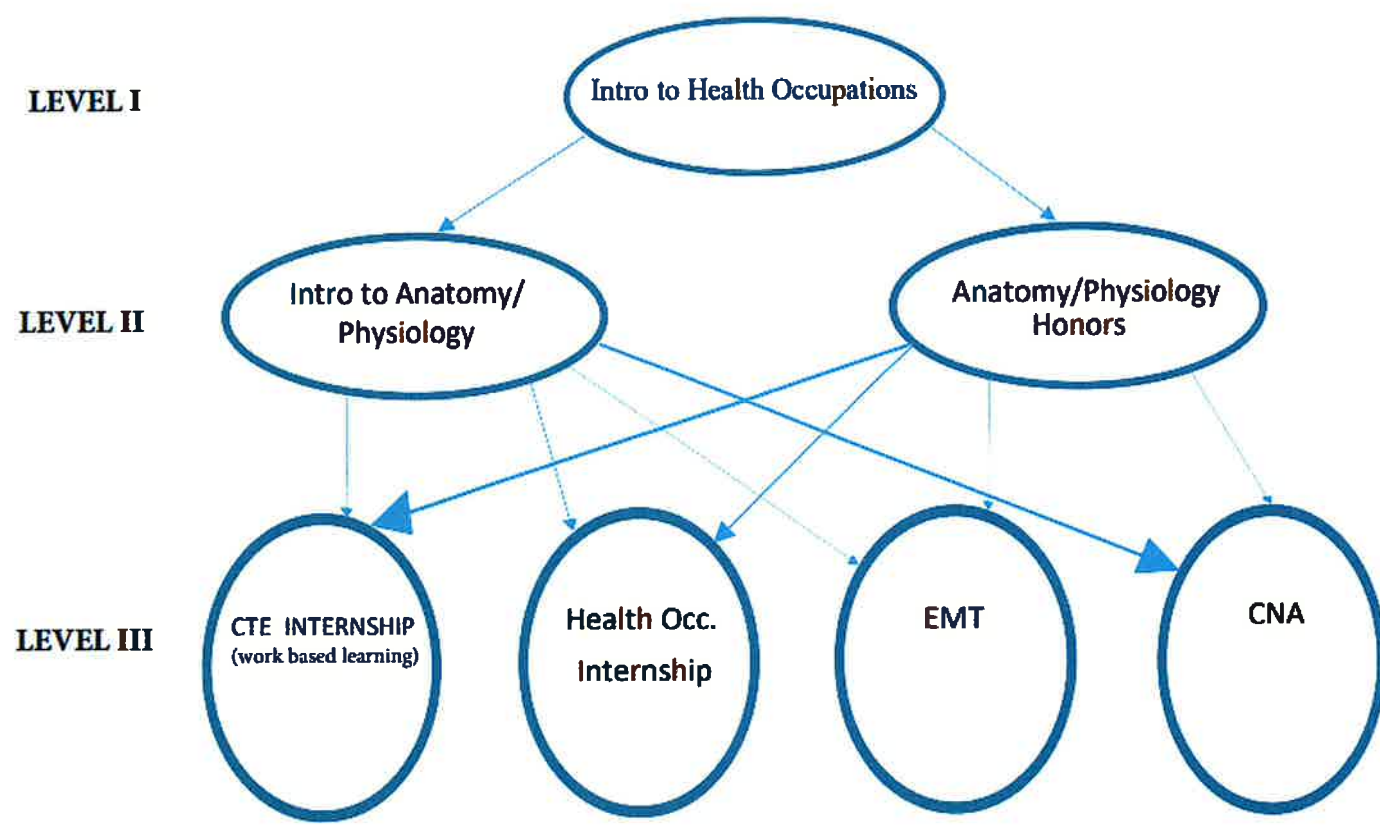 LEVEL I
Intro to Health Occupations
LEVEL II
Intro to Anatomy/
Physiology
Anatomy/Physiology
Honors
LEVEL III
CTE INTERNSHIP
(work based learning)
Health Occ.
Internship
EMT
CNA